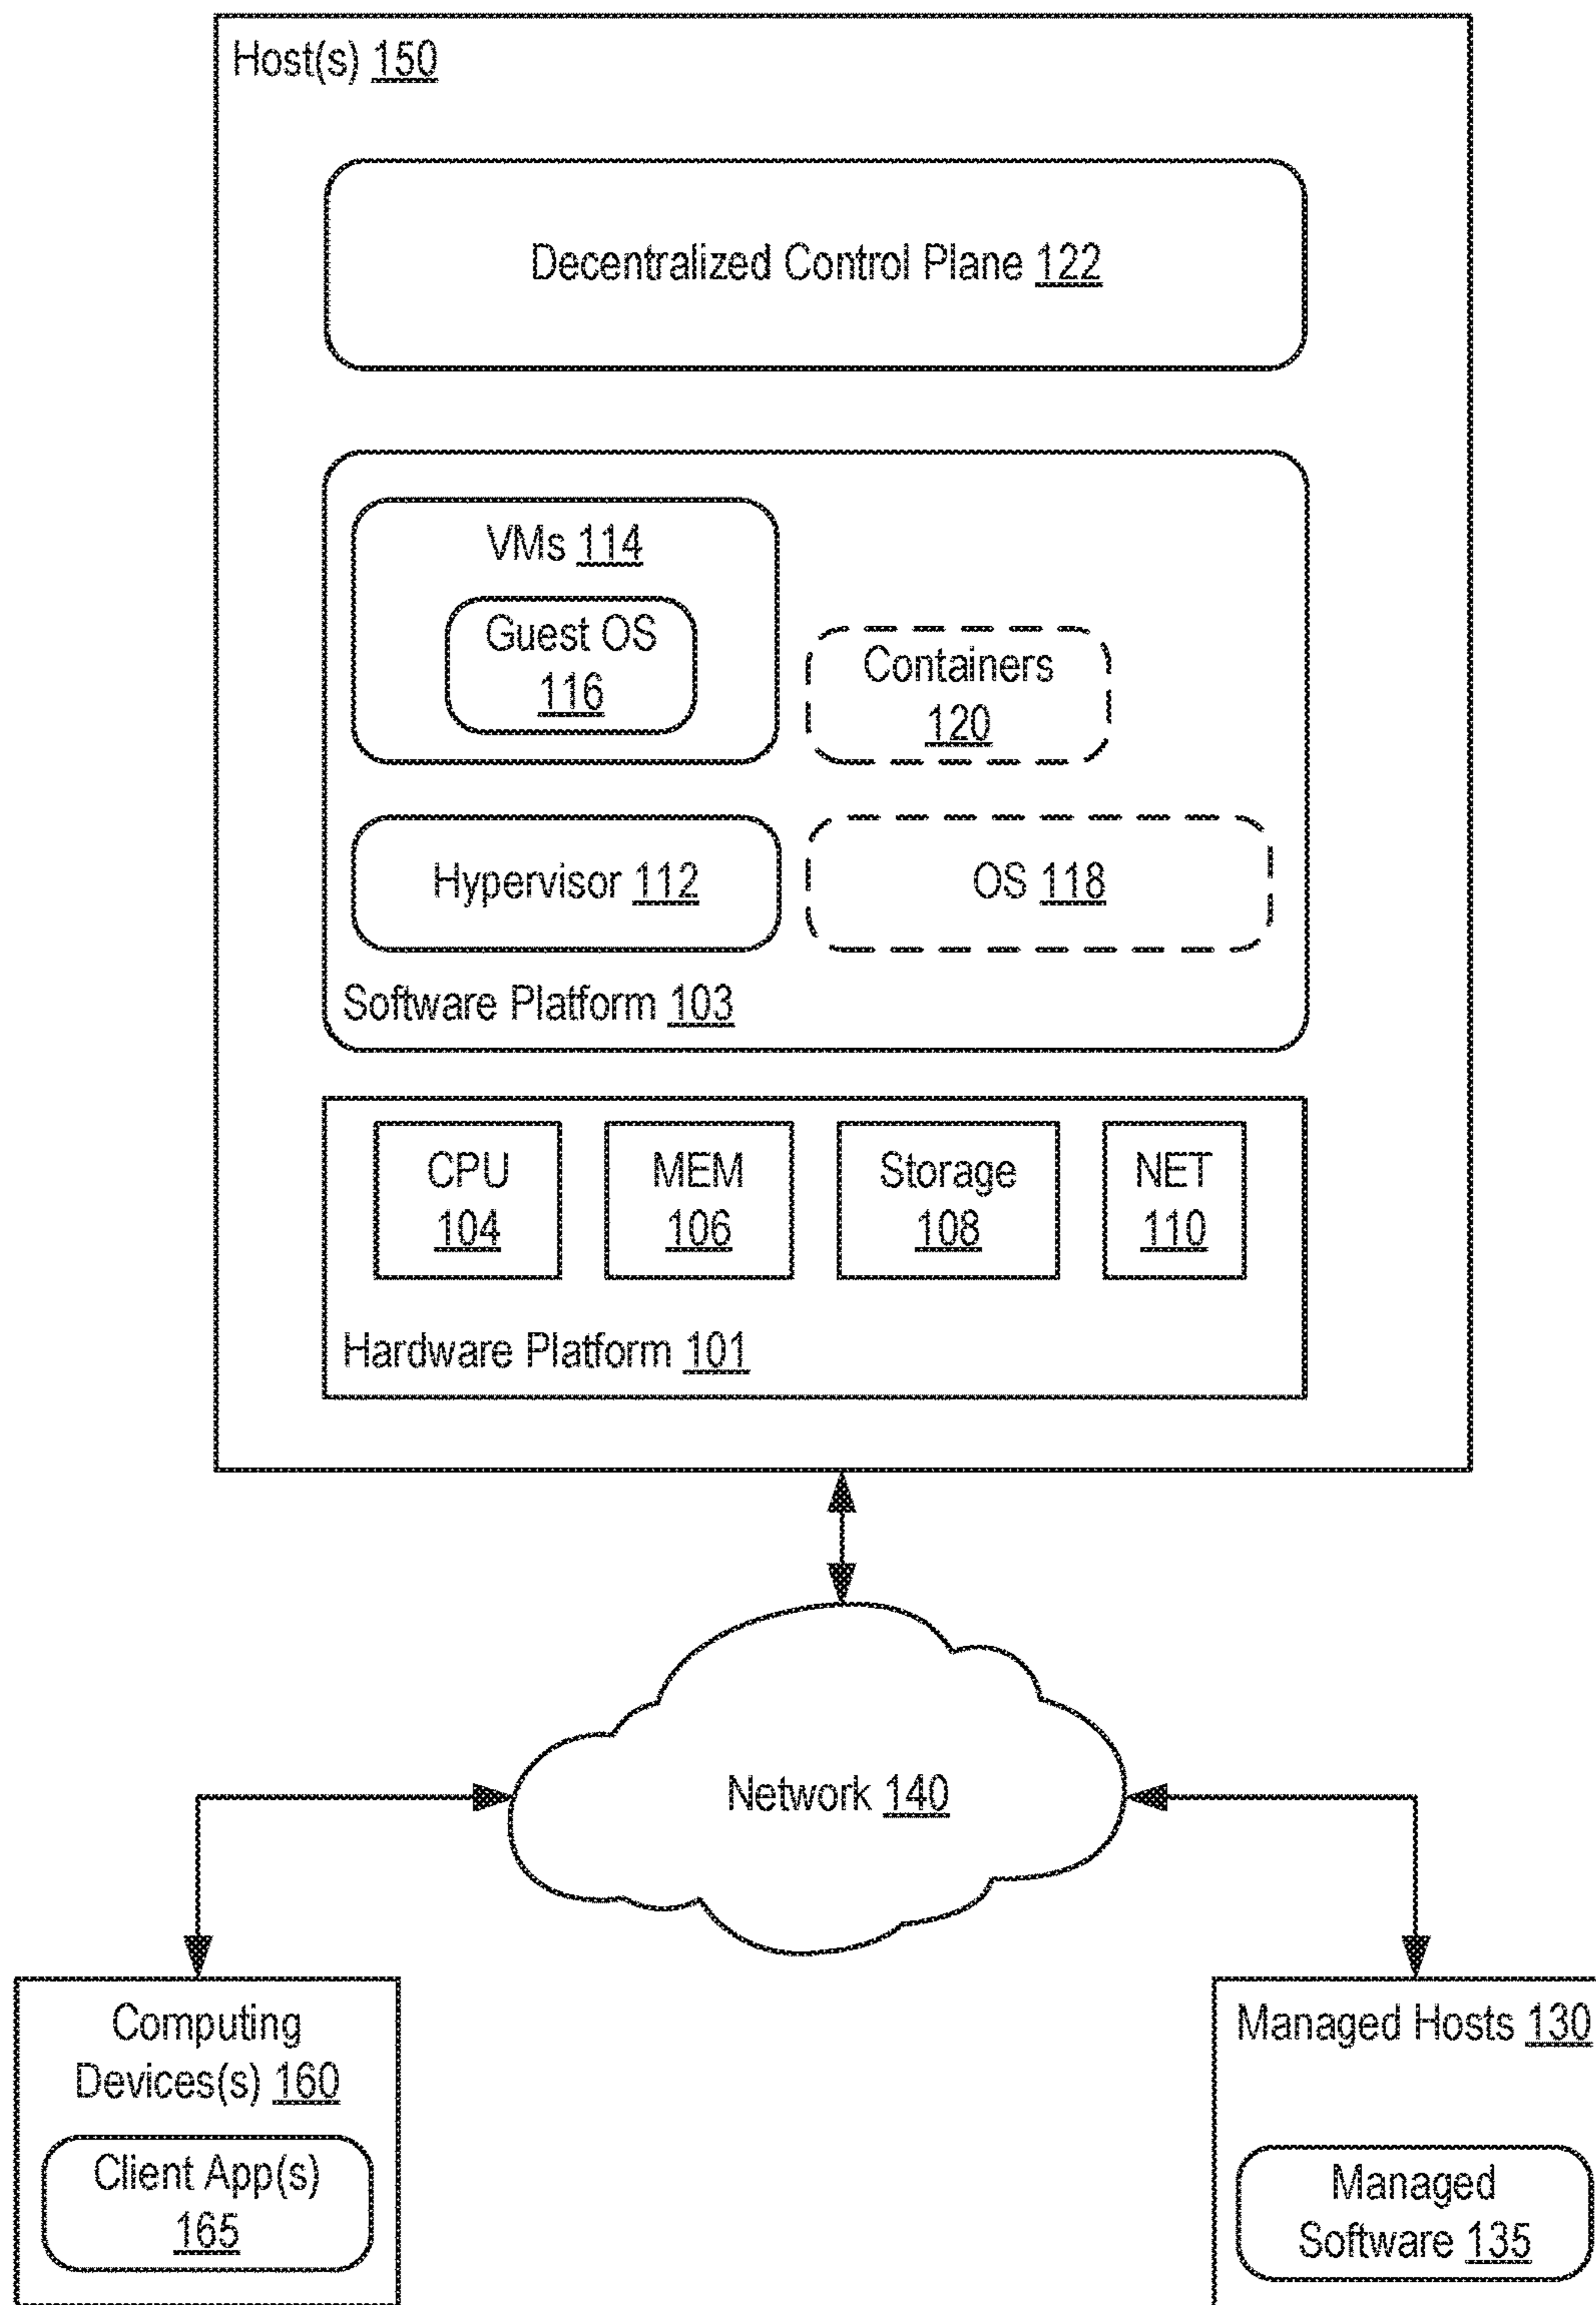 Host(s) 150
Decentralized Control Plane 122
VMs 114
Guest OS
116
Containers
120
Hypervisor 112
OS 118
Software Platform 103
CPU
104
MEM
106
Storage
108
NET
110
Hardware Platform 101
Network 140
Computing
Devices(s) 160
Client App(s)
165
Managed Hosts 130
Managed
Software 135